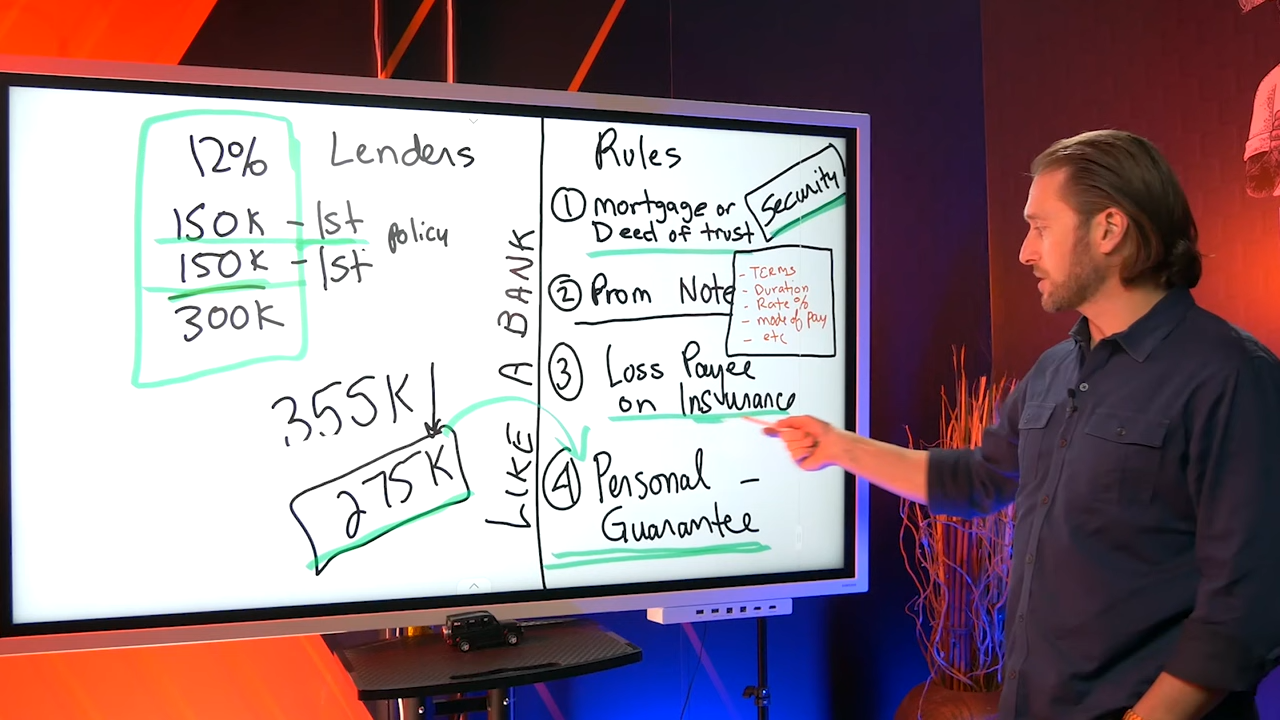 12% Lenders
150K - 1st
policy
150K - 1st
300K
355K
275K
LIKE A BANK
Rules
Security
① mortgage or
Deed of trust
② Prom Note
- Terms
- Duration
- Rate %
- mode of pay
- etc
③ Loss Payee
on Insurance
④ Personal -
Guarantee